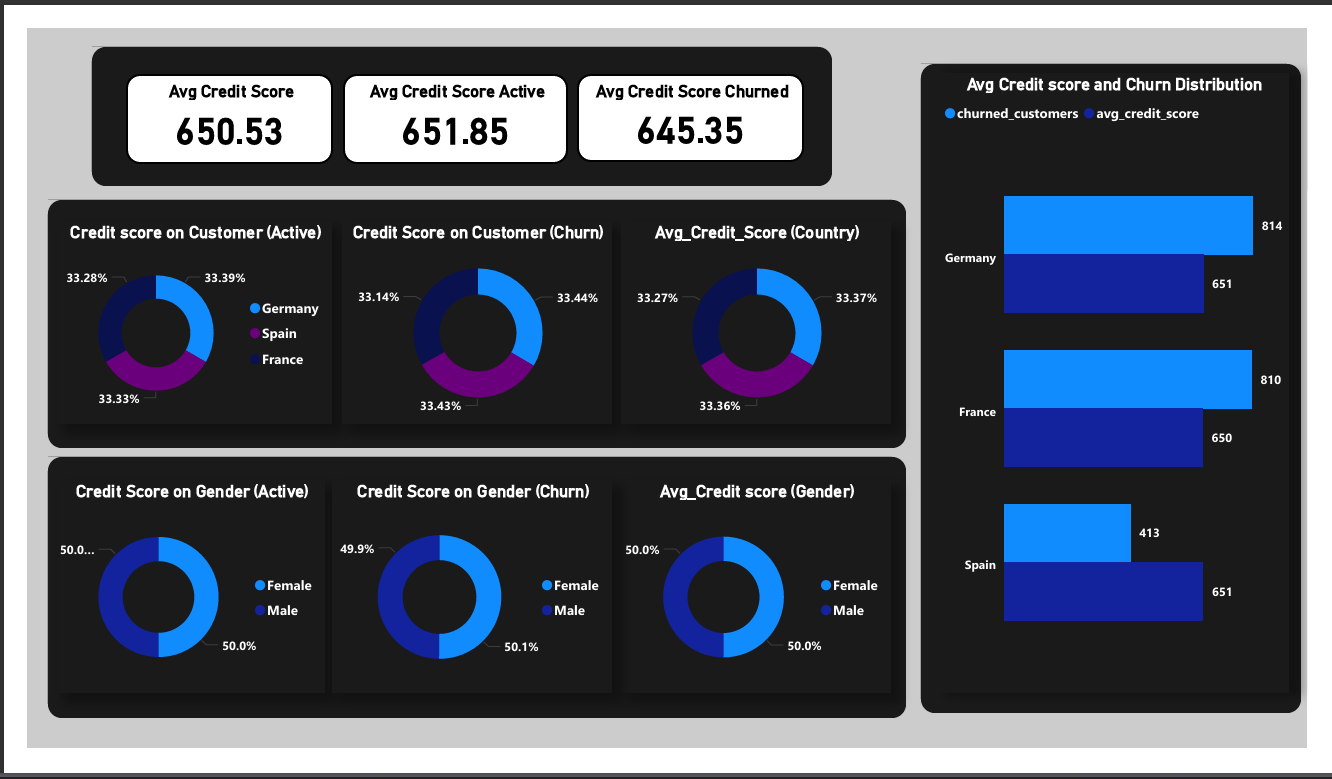 Avg Credit Score
650.53
Avg Credit Score Active
651.85
Avg Credit Score Churned
645.35
Credit score on Customer (Active)
33.28%
33.39%
33.33%
Germany
Spain
France
Credit Score on Customer (Churn)
33.14%
33.44%
33.43%
Avg_Credit_Score (Country)
33.27%
33.37%
33.36%
Credit Score on Gender (Active)
50.0...
50.0%
Female
Male
Credit Score on Gender (Churn)
49.9%
50.1%
Female
Male
Avg_Credit score (Gender)
50.0%
50.0%
Female
Male
Avg Credit score and Churn Distribution
churned_customers avg_credit_score
Germany
814
651
France
810
650
Spain
413
651